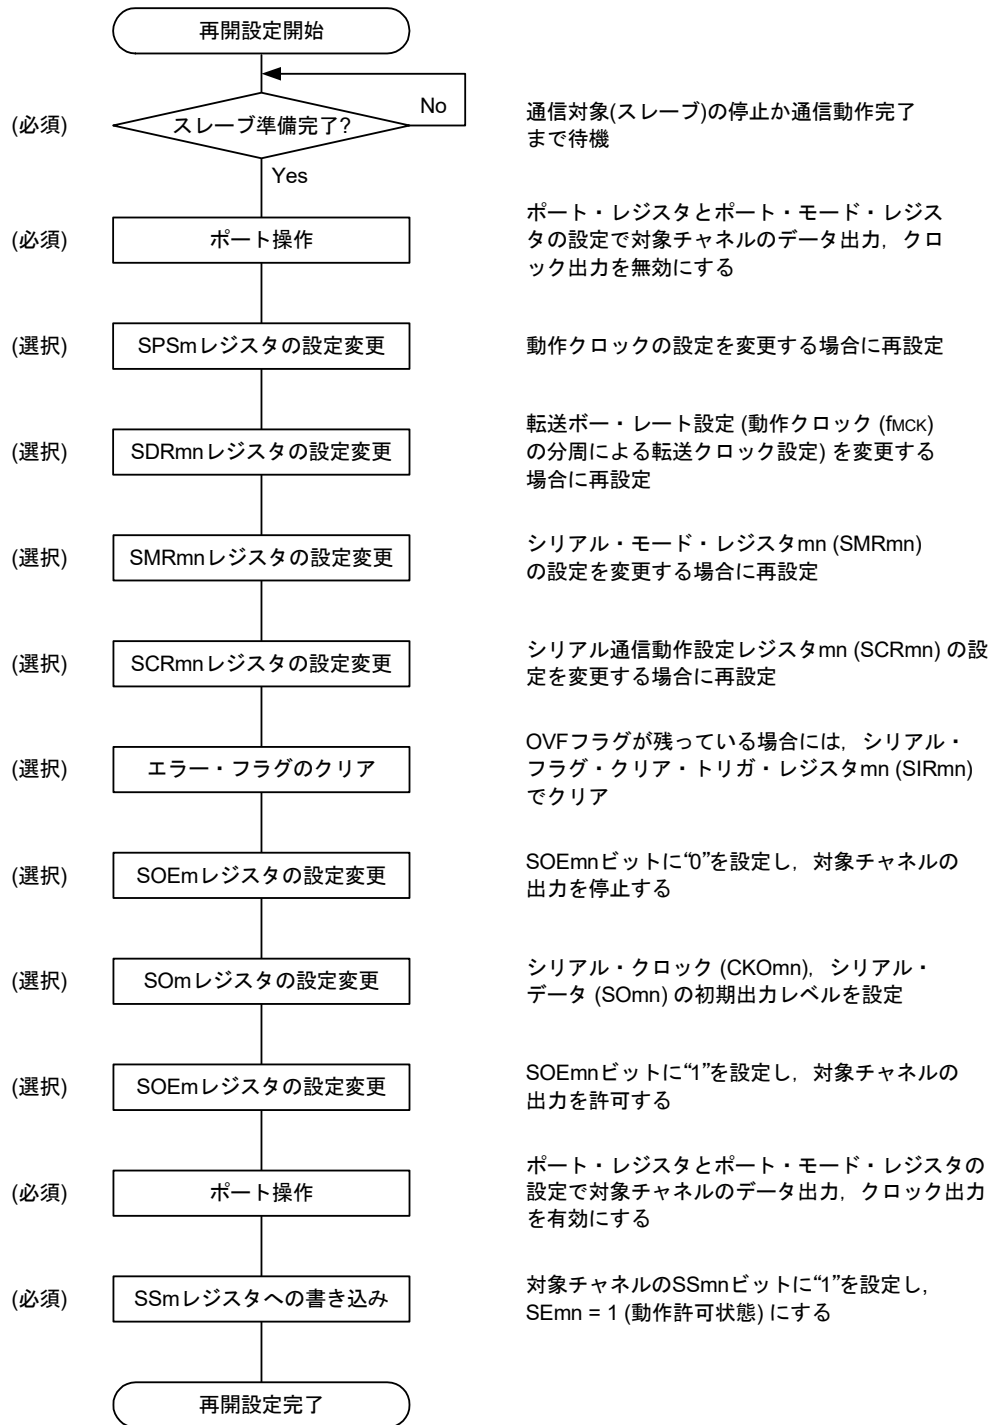 再開設定開始
No
(必須)
スレーブ準備完了?
通信対象(スレーブ)の停止か通信動作完了
まで待機
Yes
(必須)
ポート操作
ポート・レジスタとポート・モード・レジス
タの設定で対象チャネルのデータ出力，クロ
ック出力を無効にする
(選択)
SPSmレジスタの設定変更
動作クロックの設定を変更する場合に再設定
(選択)
SDRmnレジスタの設定変更
転送ボー・レート設定 (動作クロック (fMCK)
の分周による転送クロック設定) を変更する
場合に再設定
(選択)
SMRmnレジスタの設定変更
シリアル・モード・レジスタmn (SMRmn)
の設定を変更する場合に再設定
(選択)
SCRmnレジスタの設定変更
シリアル通信動作設定レジスタmn (SCRmn) の設
定を変更する場合に再設定
(選択)
エラー・フラグのクリア
OVFフラグが残っている場合には，シリアル・
フラグ・クリア・トリガ・レジスタmn (SIRmn)
でクリア
(選択)
SOEmレジスタの設定変更
SOEmnビットに“0”を設定し，対象チャネルの
出力を停止する
(選択)
SOmレジスタの設定変更
シリアル・クロック (CKOmn)，シリアル・
データ (SOmn) の初期出力レベルを設定
(選択)
SOEmレジスタの設定変更
SOEmnビットに“1”を設定し，対象チャネルの
出力を許可する
(必須)
ポート操作
ポート・レジスタとポート・モード・レジスタの
設定で対象チャネルのデータ出力，クロック出力
を有効にする
(必須)
SSmレジスタへの書き込み
対象チャネルのSSmnビットに“1”を設定し，
SEmn = 1 (動作許可状態) にする
再開設定完了